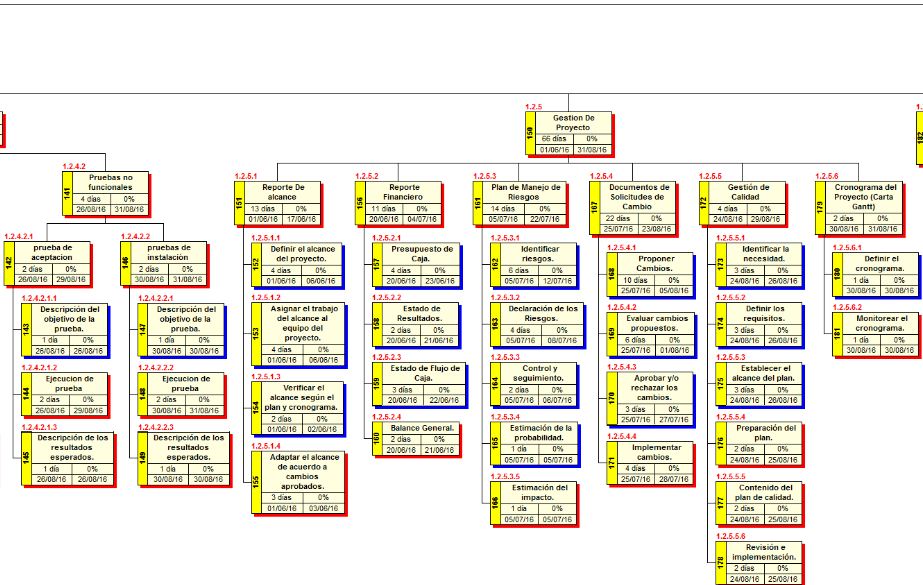 1.2.5
150
Gestion De
Proyecto
66 días 0%
01/06/16 31/08/16
1.
182
1.2.4.2
141
Pruebas no
funcionales
4 días 0%
26/08/16 31/08/16
1.2.4.2.1
142
prueba de
aceptacion
2 días 0%
26/08/16 29/08/16
1.2.4.2.1.1
143
Descripción del
objetivo de la
prueba.
1 día 0%
26/08/16 26/08/16
1.2.4.2.1.2
144
Ejecucion de
prueba
2 días 0%
26/08/16 29/08/16
1.2.4.2.1.3
145
Descripción de los
resultados
esperados.
1 día 0%
26/08/16 26/08/16
1.2.4.2.2
146
pruebas de
instalación
2 días 0%
30/08/16 31/08/16
1.2.4.2.2.1
147
Descripción del
objetivo de la
prueba.
1 día 0%
30/08/16 30/08/16
1.2.4.2.2.2
148
Ejecucion de
prueba
2 días 0%
30/08/16 31/08/16
1.2.4.2.2.3
149
Descripción de los
resultados
esperados.
1 día 0%
30/08/16 30/08/16
1.2.5.1
151
Reporte De
alcance
13 días 0%
01/06/16 17/06/16
1.2.5.1.1
152
Definir el alcance
del proyecto.
4 días 0%
01/06/16 06/06/16
1.2.5.1.2
153
Asignar el trabajo
del alcance al
equipo del
proyecto.
4 días 0%
01/06/16 06/06/16
1.2.5.1.3
154
Verificar el
alcance según el
plan y cronograma.
2 días 0%
01/06/16 02/06/16
1.2.5.1.4
155
Adaptar el alcance
de acuerdo a
cambios
aprobados.
3 días 0%
01/06/16 03/06/16
1.2.5.2
156
Reporte
Financiero
11 días 0%
20/06/16 04/07/16
1.2.5.2.1
157
Presupuesto de
Caja.
4 días 0%
20/06/16 23/06/16
1.2.5.2.2
158
Estado de
Resultados.
2 días 0%
20/06/16 21/06/16
1.2.5.2.3
159
Estado de Flujo de
Caja.
3 días 0%
20/06/16 22/06/16
1.2.5.2.4
160
Balance General.
2 días 0%
20/06/16 21/06/16
1.2.5.3
161
Plan de Manejo de
Riesgos
14 días 0%
05/07/16 22/07/16
1.2.5.3.1
162
Identificar
riesgos.
6 días 0%
05/07/16 12/07/16
1.2.5.3.2
163
Declaración de los
Riesgos.
4 días 0%
05/07/16 08/07/16
1.2.5.3.3
164
Control y
seguimiento.
2 días 0%
05/07/16 06/07/16
1.2.5.3.4
165
Estimación de la
probabilidad.
1 día 0%
05/07/16 05/07/16
1.2.5.3.5
166
Estimación del
impacto.
1 día 0%
05/07/16 05/07/16
1.2.5.4
167
Documentos de
Solicitudes de
Cambio
22 días 0%
25/07/16 23/08/16
1.2.5.4.1
168
Proponer
Cambios.
10 días 0%
25/07/16 05/08/16
1.2.5.4.2
169
Evaluar cambios
propuestos.
6 días 0%
25/07/16 01/08/16
1.2.5.4.3
170
Aprobar y/o
rechazar los
cambios.
3 días 0%
25/07/16 27/07/16
1.2.5.4.4
171
Implementar
cambios.
4 días 0%
25/07/16 28/07/16
1.2.5.5
172
Gestión de
Calidad
4 días 0%
24/08/16 29/08/16
1.2.5.5.1
173
Identificar la
necesidad.
3 días 0%
24/08/16 26/08/16
1.2.5.5.2
174
Definir los
requisitos.
3 días 0%
24/08/16 26/08/16
1.2.5.5.3
175
Establecer el
alcance del plan.
3 días 0%
24/08/16 26/08/16
1.2.5.5.4
176
Preparación del
plan.
2 días 0%
24/08/16 25/08/16
1.2.5.5.5
177
Contenido del
plan de calidad.
2 días 0%
24/08/16 25/08/16
1.2.5.5.6
178
Revisión e
implementación.
2 días 0%
24/08/16 25/08/16
1.2.5.6
179
Cronograma del
Proyecto (Carta
Gantt)
2 días 0%
30/08/16 31/08/16
1.2.5.6.1
180
Definir el
cronograma.
1 día 0%
30/08/16 30/08/16
1.2.5.6.2
181
Monitorear el
cronograma.
1 día 0%
30/08/16 30/08/16